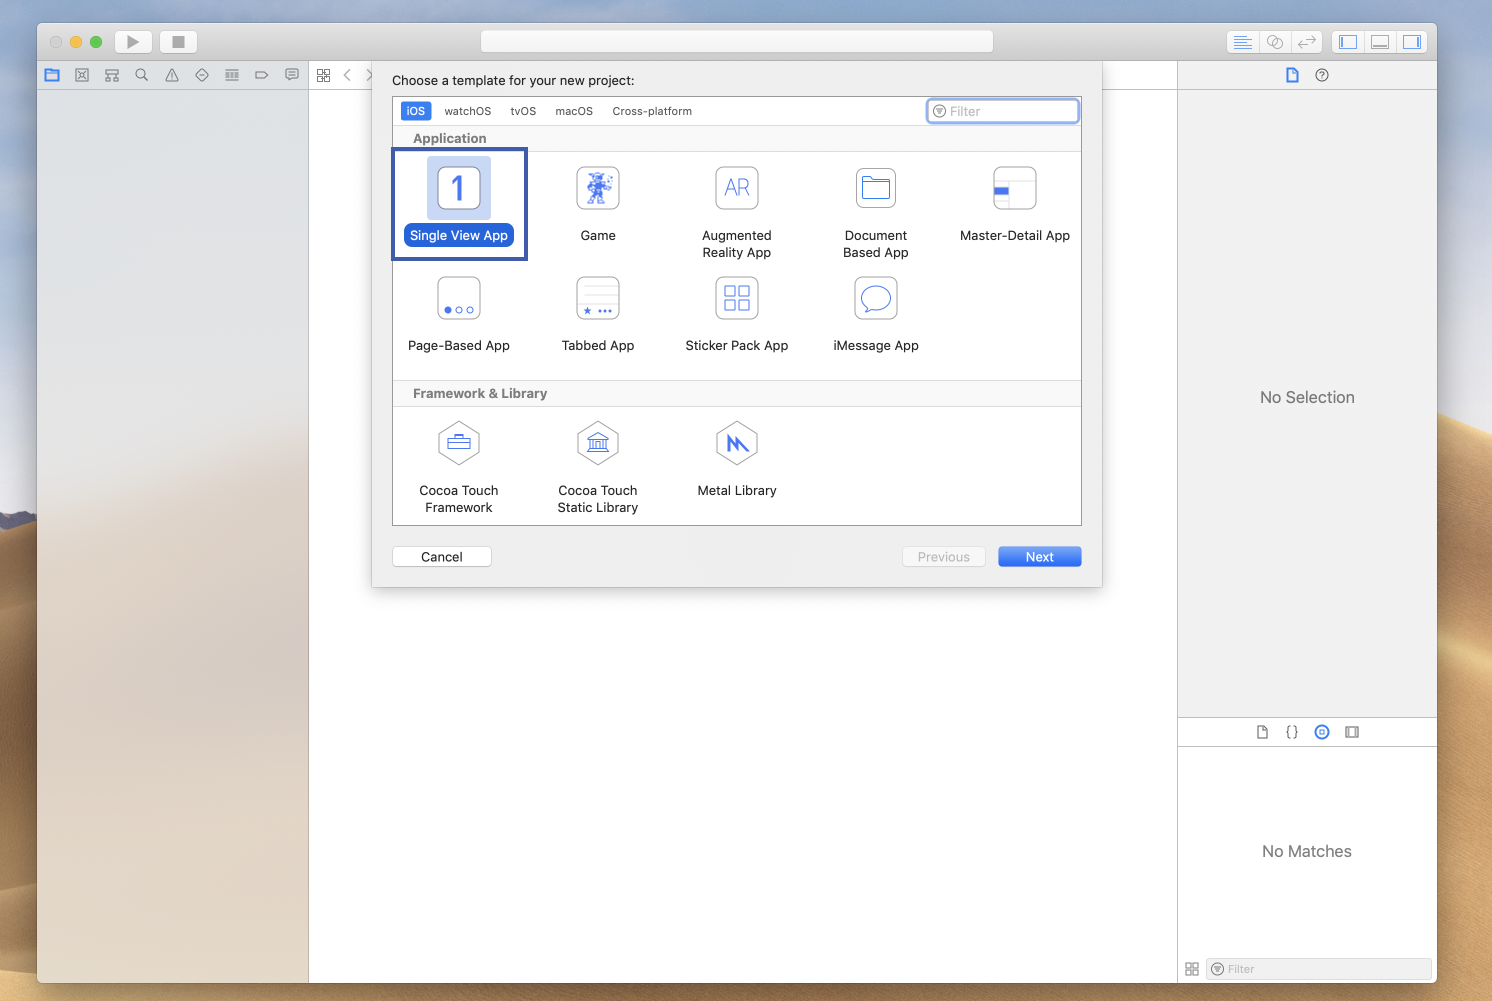 Choose a template for your new project:
iOS watchOS tvOS macOS Cross-platform Filter
Application
1
AR
Single View App
Game
Augmented
Reality App
Document
Based App
Master-Detail App
Page-Based App
Tabbed App
Sticker Pack App
iMessage App
Framework & Library
Cocoa Touch
Framework
Cocoa Touch
Static Library
Metal Library
Cancel Previous Next
No Selection
{}
No Matches
Filter